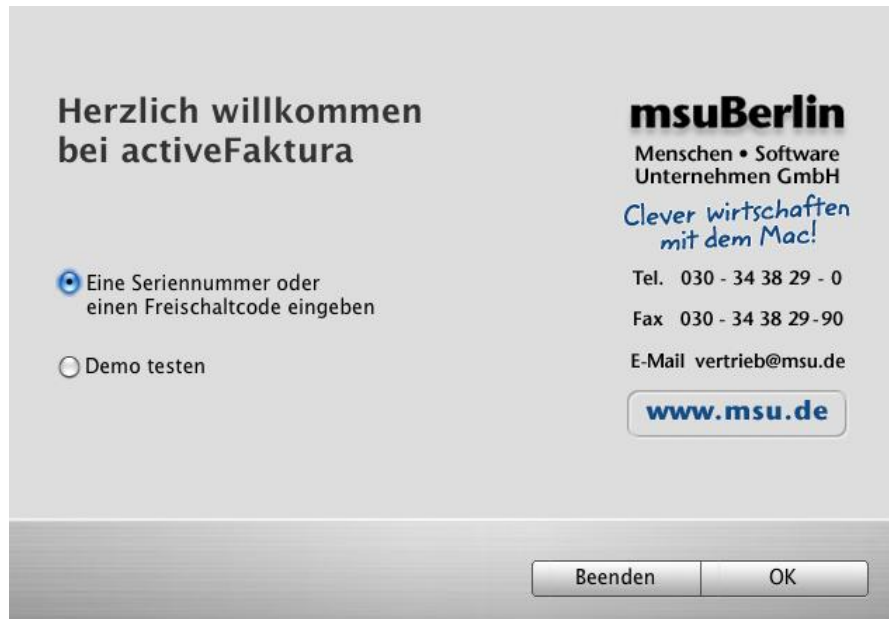 Herzlich willkommen
bei activeFaktura
Eine Seriennummer oder
einen Freischaltcode eingeben
Demo testen
msuBerlin
Menschen • Software
Unternehmen GmbH
Clever wirtschaften
mit dem Mac!
Tel. 030 - 34 38 29 - 0
Fax 030 - 34 38 29-90
E-Mail vertrieb@msu.de
www.msu.de
Beenden OK